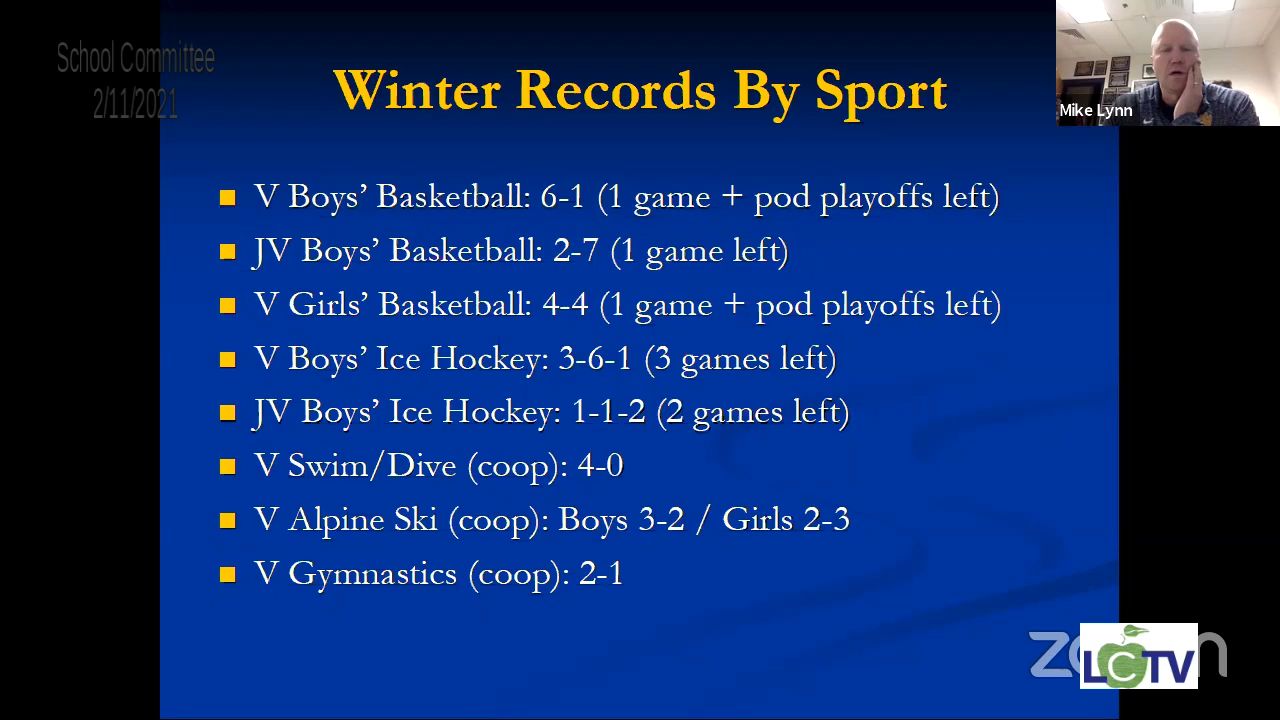 School Committee
2/11/2021
Winter Records By Sport
Mike Lynn
V Boys’ Basketball: 6-1 (1 game + pod playoffs left)
JV Boys’ Basketball: 2-7 (1 game left)
V Girls’ Basketball: 4-4 (1 game + pod playoffs left)
V Boys’ Ice Hockey: 3-6-1 (3 games left)
JV Boys’ Ice Hockey: 1-1-2 (2 games left)
V Swim/Dive (coop): 4-0
V Alpine Ski (coop): Boys 3-2 / Girls 2-3
V Gymnastics (coop): 2-1
LCTV